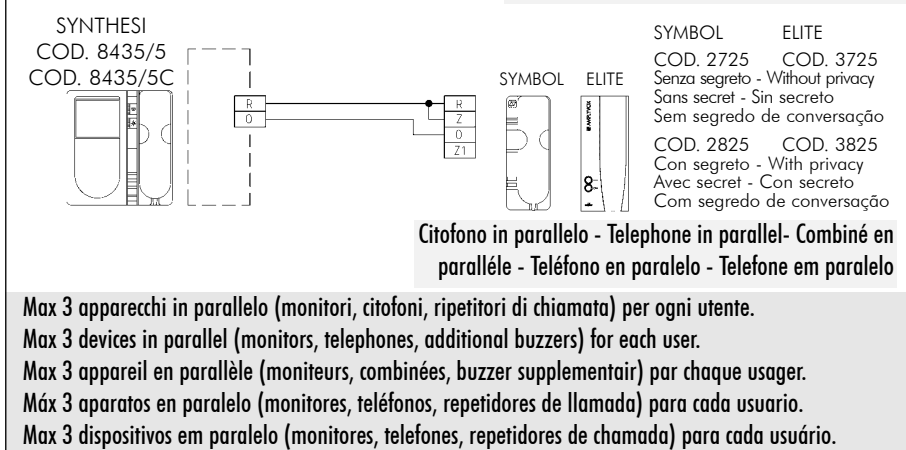 SYNTHESI
COD. 8435/5
COD. 8435/5C
R
0
R
Z
0
Z1
SYMBOL ELITE
SYMBOL ELITE
COD. 2725 COD. 3725
Senza segreto - Without privacy
Sans secret - Sin secreto
Sem segredo de conversação
COD. 2825 COD. 3825
Con segreto - With privacy
Avec secret - Con secreto
Com segredo de conversação
Citofono in parallelo - Telephone in parallel- Combiné en
paralléle - Teléfono en paralelo - Telefone em paralelo
Max 3 apparecchi in parallelo (monitori, citofoni, ripetitori di chiamata) per ogni utente.
Max 3 devices in parallel (monitors, telephones, additional buzzers) for each user.
Max 3 appareil en parallèle (moniteurs, combinées, buzzer supplementair) par chaque usager.
Máx 3 aparatos en paralelo (monitores, teléfonos, repetidores de llamada) para cada usuario.
Max 3 dispositivos em paralelo (monitores, telefones, repetidores de chamada) para cada usuário.